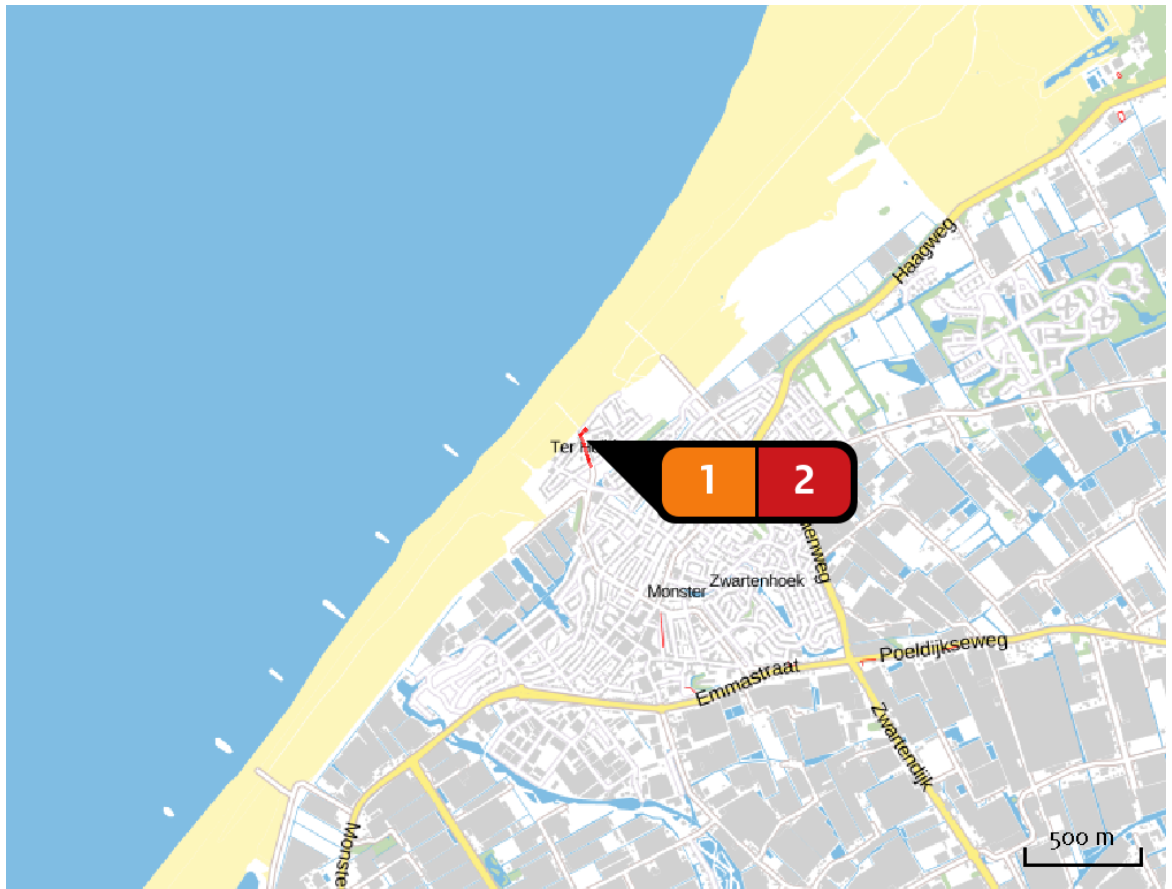 Haagweg
Ter
1 2
Monster
Zwartenhoek
Poeldijkseweg
Emmastraat
Zwartendijk
500 m